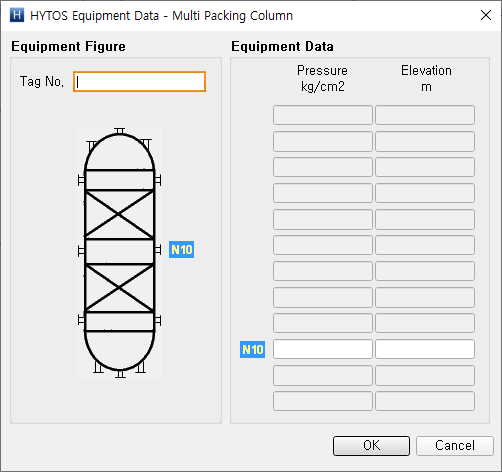 H HYTOS Equipment Data - Multi Packing Column
Equipment Figure
Equipment Data
Tag No.
Pressure
kg/cm2
Elevation
m
N10
N10
OK
Cancel